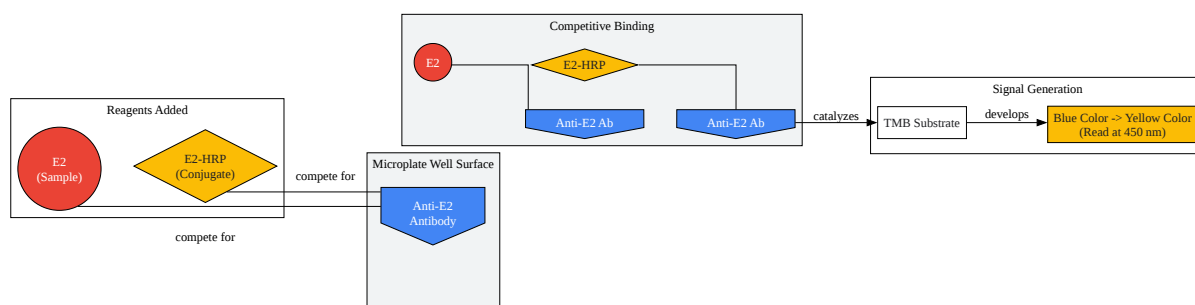 Reagents Added
E2
(Sample)
E2-HRP
(Conjugate)
compete for
compete for
Microplate Well Surface
Anti-E2
Antibody
Competitive Binding
E2
E2-HRP
Anti-E2 Ab
Anti-E2 Ab
catalyzes
Signal Generation
TMB Substrate
develops
Blue Color -> Yellow Color
(Read at 450 nm)